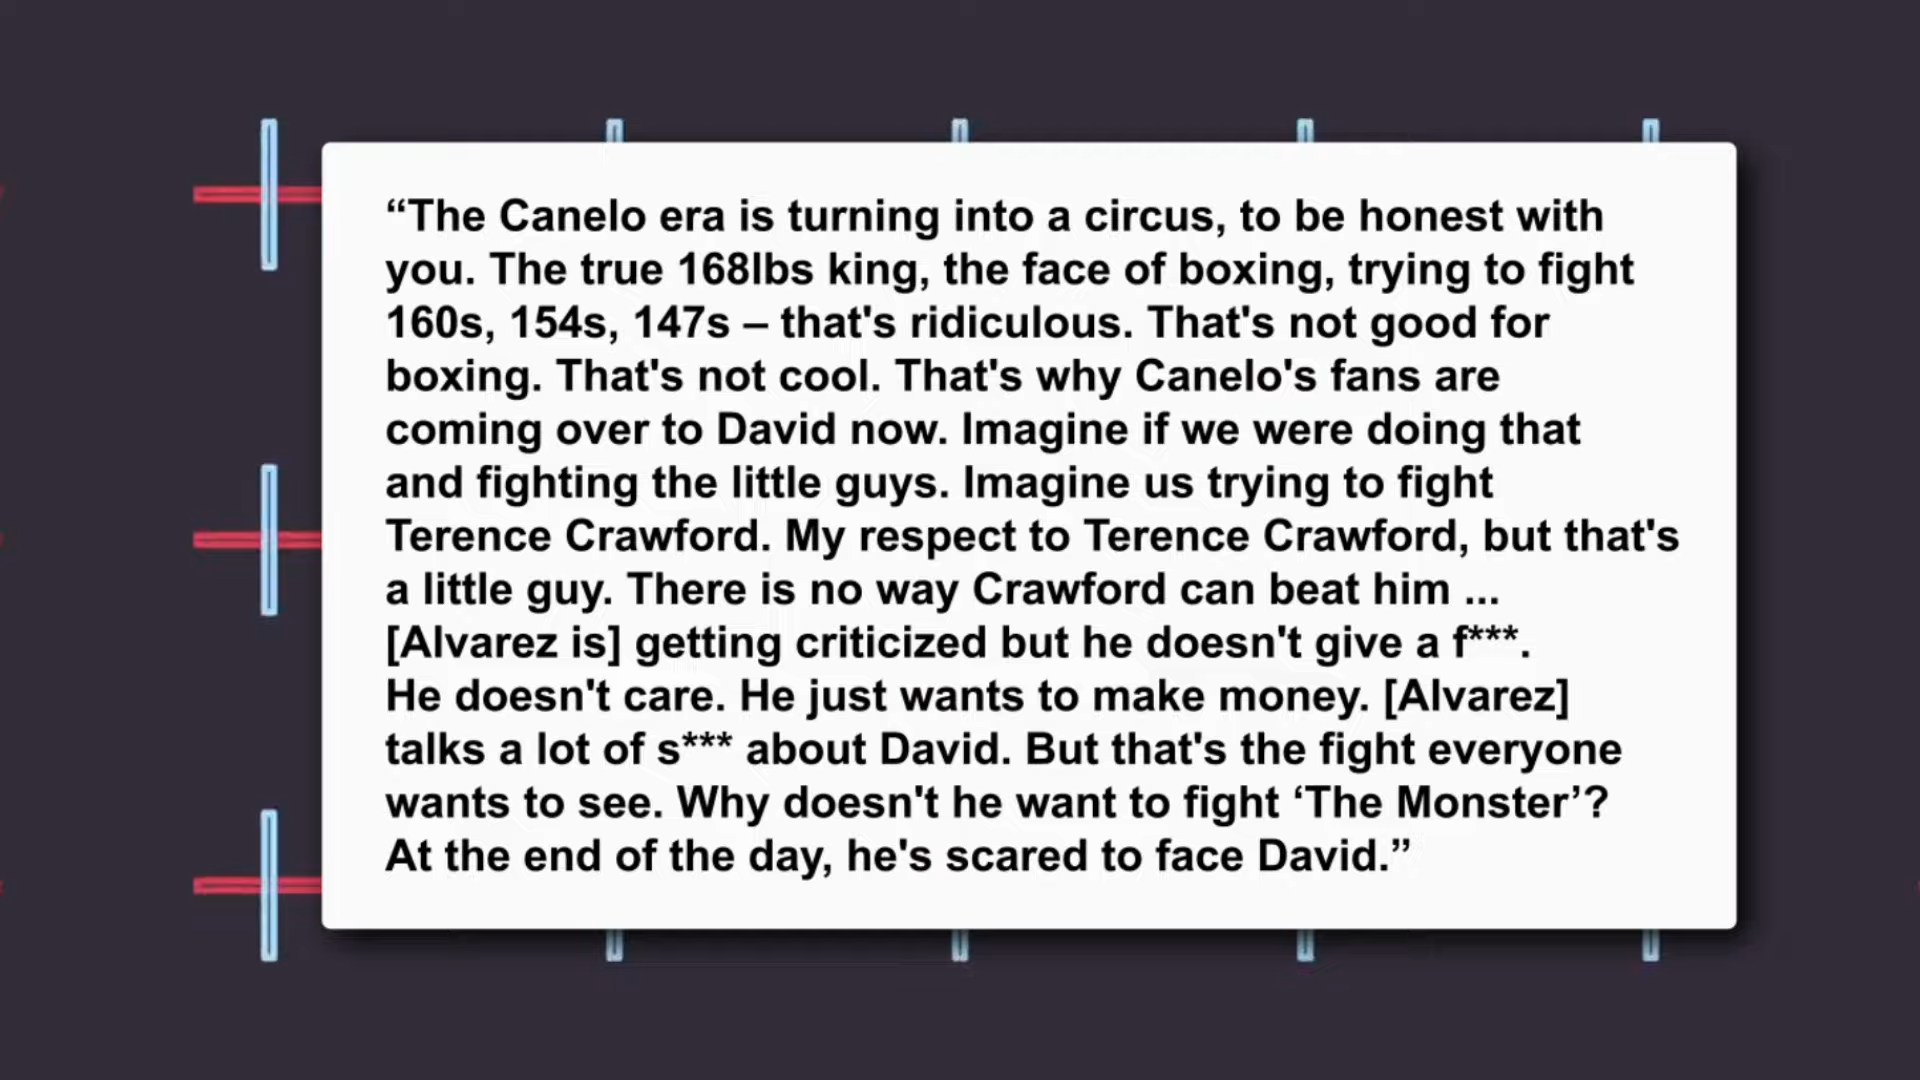 “The Canelo era is turning into a circus, to be honest with
you. The true 168lbs king, the face of boxing, trying to fight
160s, 154s, 147s – that's ridiculous. That's not good for
boxing. That's not cool. That's why Canelo's fans are
coming over to David now. Imagine if we were doing that
and fighting the little guys. Imagine us trying to fight
Terence Crawford. My respect to Terence Crawford, but that's
a little guy. There is no way Crawford can beat him ...
[Alvarez is] getting criticized but he doesn't give a f***.
He doesn't care. He just wants to make money. [Alvarez]
talks a lot of s*** about David. But that's the fight everyone
wants to see. Why doesn't he want to fight ‘The Monster’?
At the end of the day, he's scared to face David.”